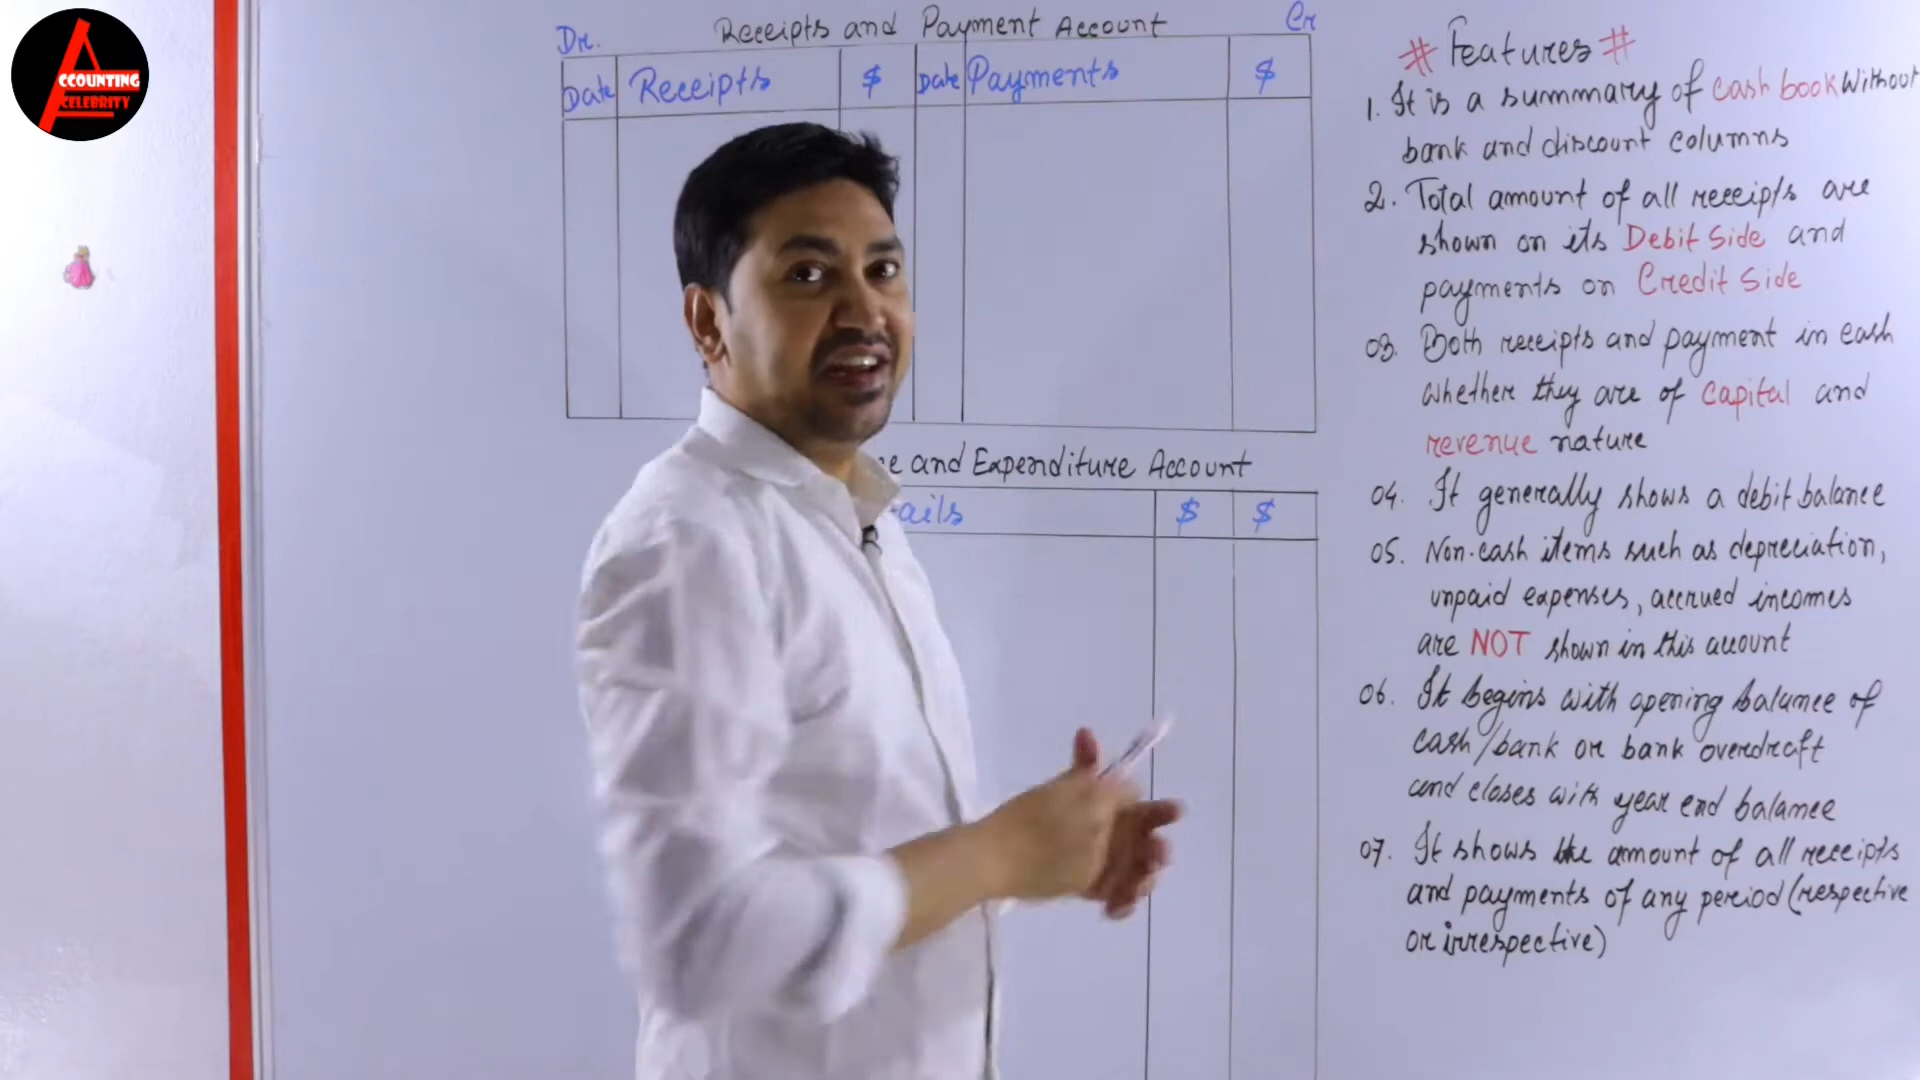 ACCOUNTING
CELEBRITY
Receipts and Payment Account
Dr. Cr
Date Receipts $ Date Payments $
and Expenditure Account
$ $
# Features #
1. It is a summary of cash book without
bank and discount columns
2. Total amount of all receipts are
shown on its Debit Side and
payments on Credit Side
03. Both receipts and payment in cash
whether they are of capital and
revenue nature
04. It generally shows a debit balance
05. Non-cash items such as depreciation,
unpaid expenses, accrued incomes
are NOT shown in this account
06. It begins with opening balance of
cash/bank or bank overdraft
and closes with year end balance
07. It shows the amount of all receipts
and payments of any period (respective
or irrespective)